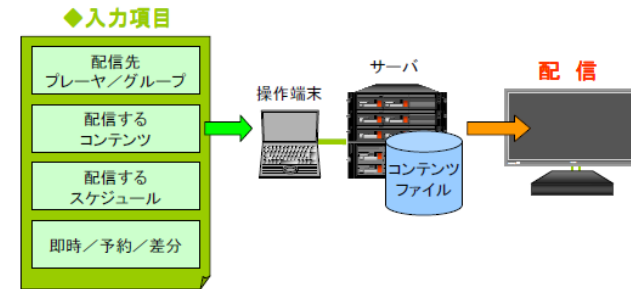 ◆入力項目
配信先
プレーヤ／グループ
配信する
コンテンツ
配信する
スケジュール
即時／予約／差分
操作端末
サーバ
コンテンツ
ファイル
配 信